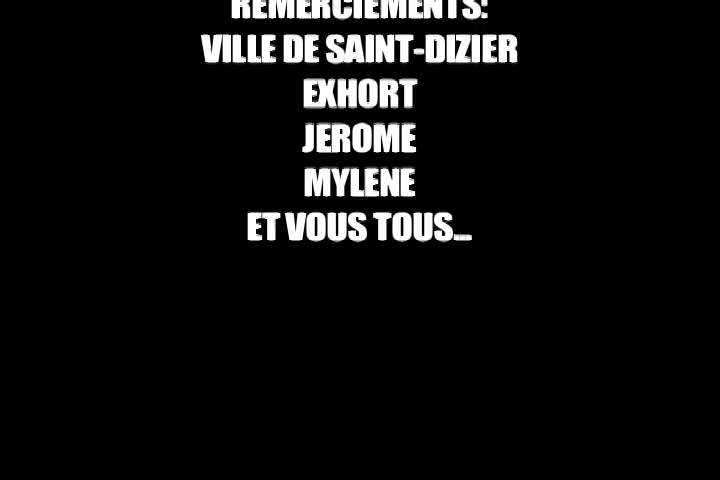 REMERCIEMENTS:
VILLE DE SAINT-DIZIER
EXHORT
JEROME
MYLENE
ET VOUS TOUS...